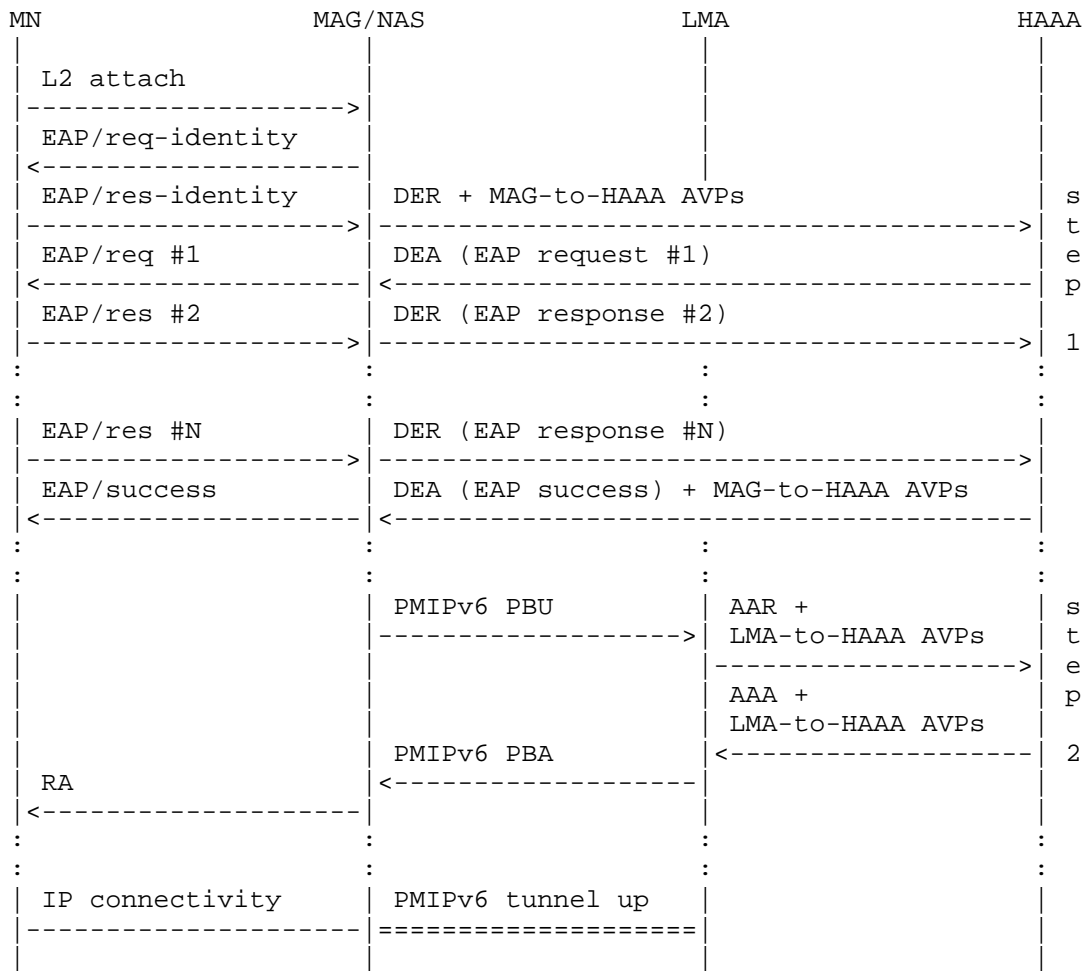 MN MAG/NAS LMA HAAA
L2 attach
EAP/req-identity
EAP/res-identity DER + MAG-to-HAAA AVPs s
t
EAP/req #1 DEA (EAP request #1) e
p
EAP/res #2 DER (EAP response #2)
1
EAP/res #N DER (EAP response #N)
EAP/success DEA (EAP success) + MAG-to-HAAA AVPs
PMIPv6 PBU AAR + s
LMA-to-HAAA AVPs t
e
AAA + p
LMA-to-HAAA AVPs
PMIPv6 PBA 2
RA
IP connectivity PMIPv6 tunnel up